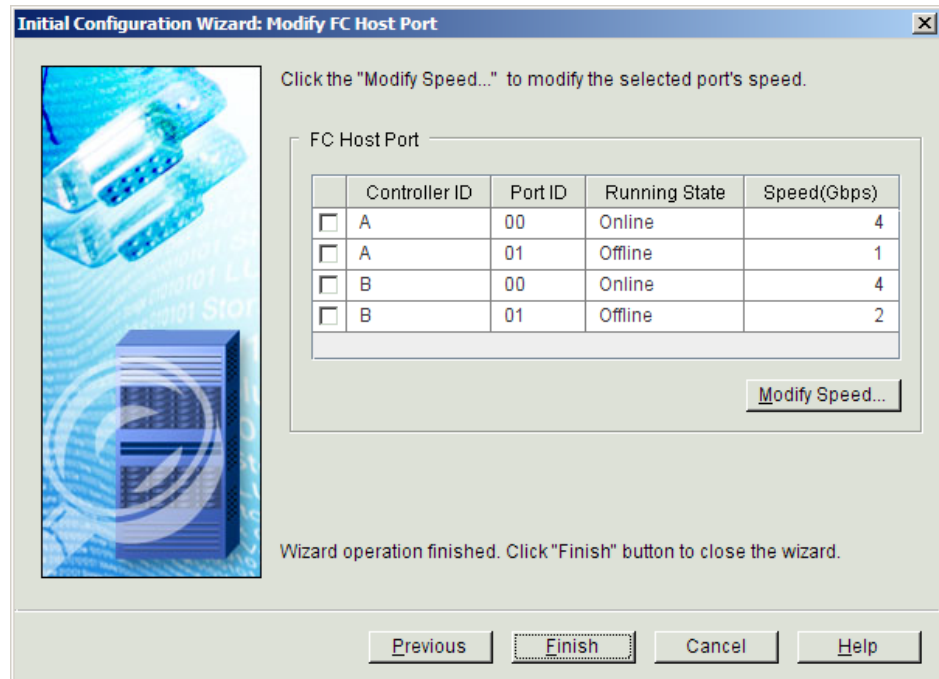 Initial Configuration Wizard: Modify FC Host Port
Click the "Modify Speed..." to modify the selected port's speed.
FC Host Port
Controller ID Port ID Running State Speed(Gbps)
A 00 Online 4
A 01 Offline 1
B 00 Online 4
B 01 Offline 2
Modify Speed...
Wizard operation finished. Click "Finish" button to close the wizard.
Previous Finish Cancel Help